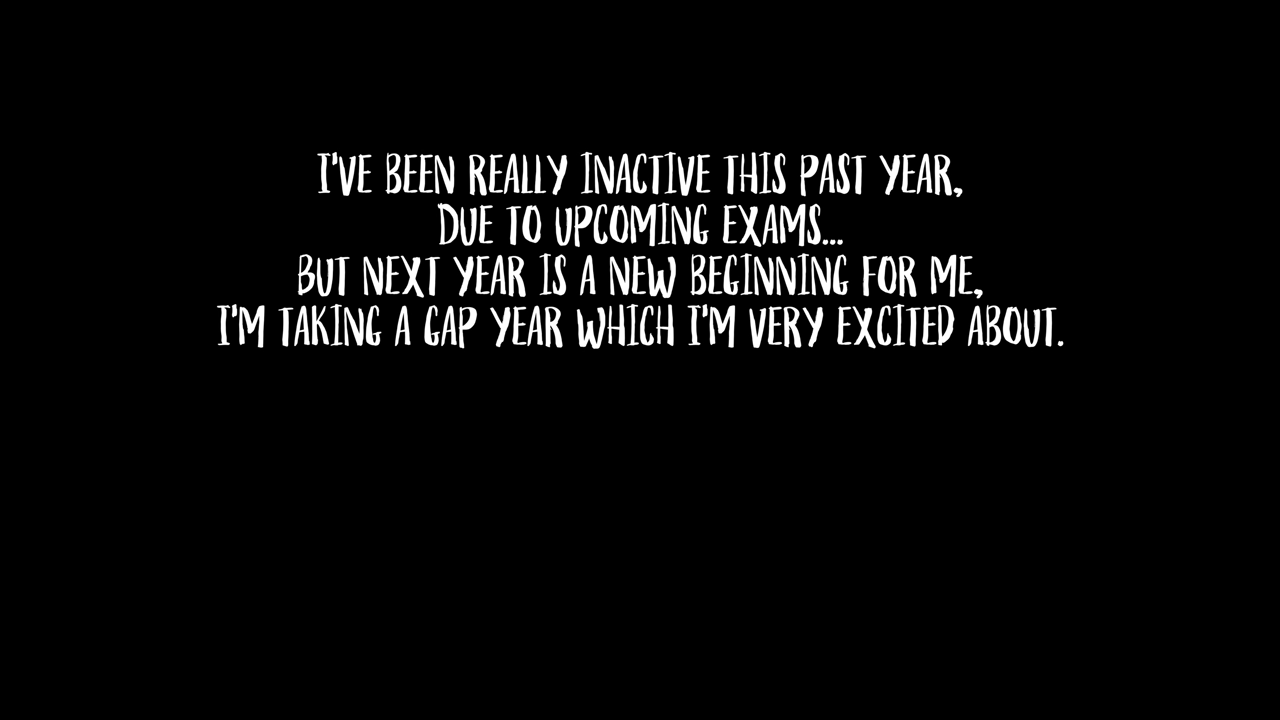 I'VE BEEN REALLY INACTIVE THIS PAST YEAR,
DUE TO UPCOMING EXAMS...
BUT NEXT YEAR IS A NEW BEGINNING FOR ME,
I'M TAKING A GAP YEAR WHICH I'M VERY EXCITED ABOUT.